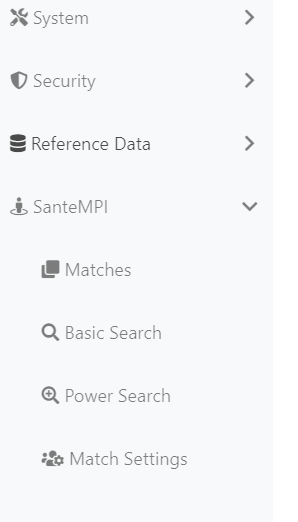 System
Security
Reference Data
SanteMPI
Matches
Basic Search
Power Search
Match Settings